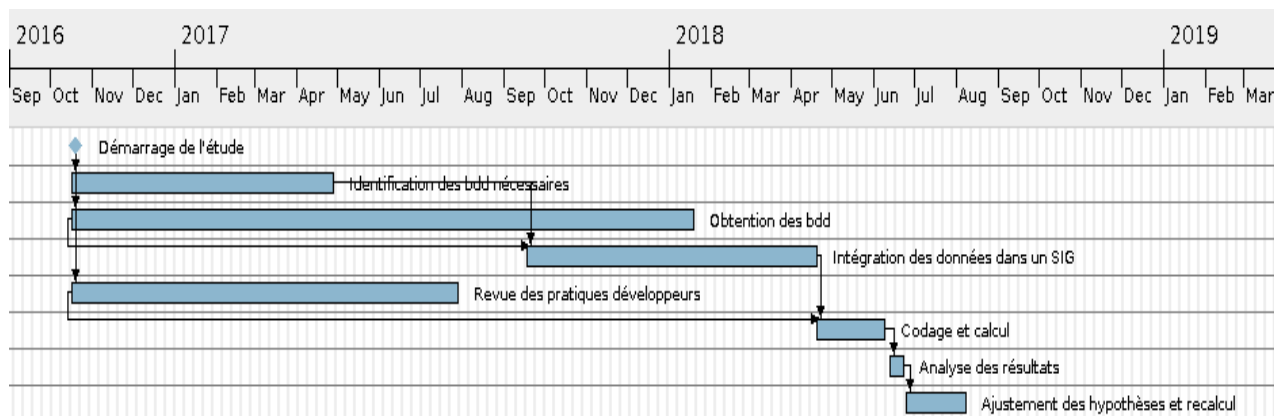 2016 2017 2018 2019
Sep Oct Nov Dec Jan Feb Mar Apr May Jun Jul Aug Sep Oct Nov Dec Jan Feb Mar Apr May Jun Jul Aug Sep Oct Nov Dec Jan Feb Mar
Démarrage de l'étude
Identification des bdd nécessaires
Obtention des bdd
Intégration des données dans un SIG
Revue des pratiques développeurs
Codage et calcul
Analyse des résultats
Ajustement des hypothèses et recalcul